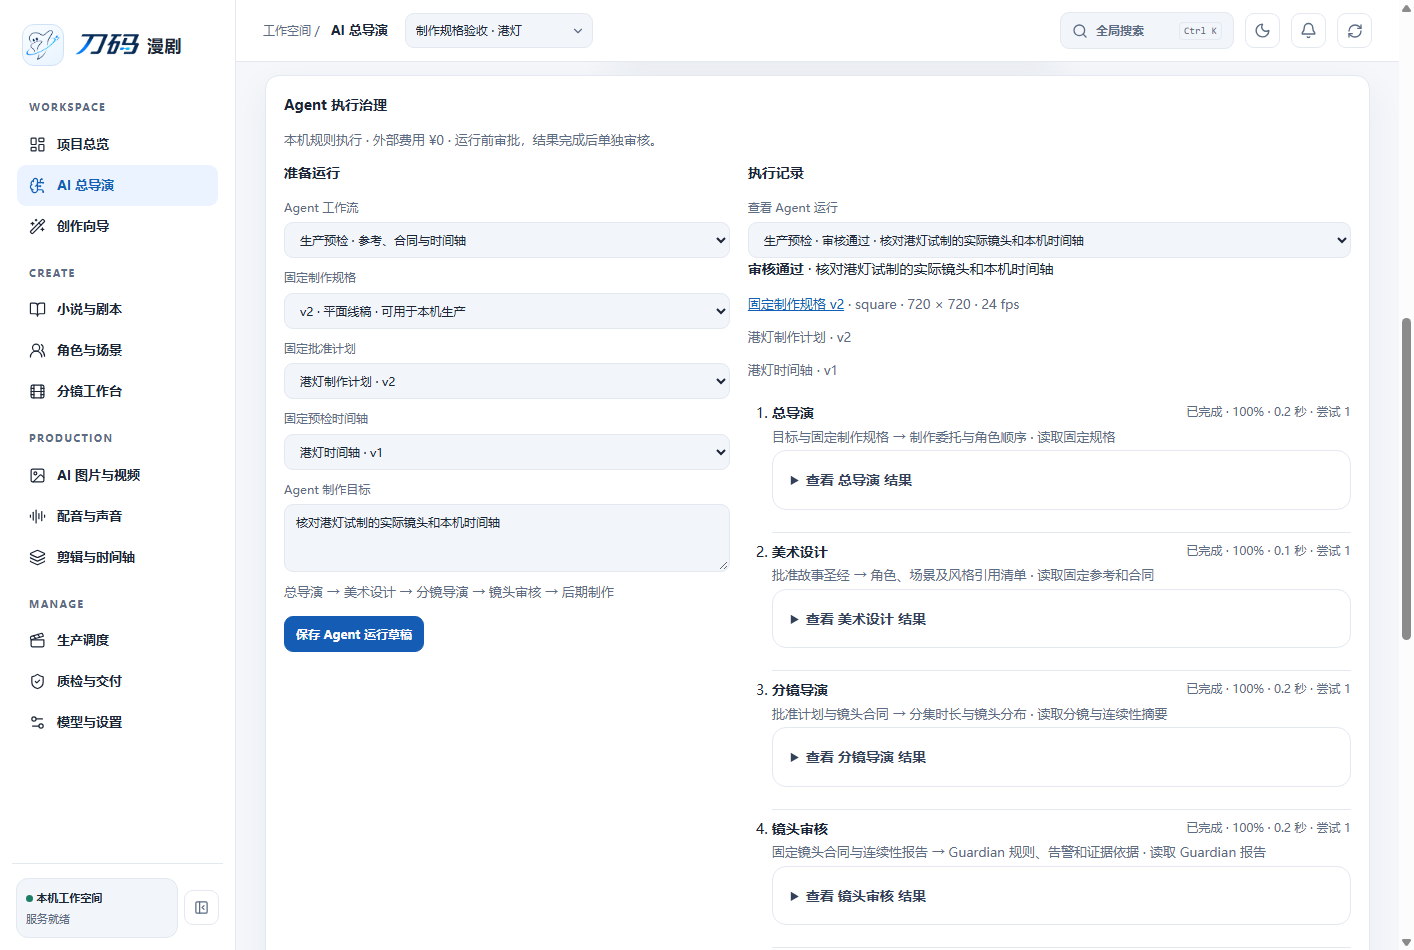 刀码 漫剧
WORKSPACE
项目总览
AI 总导演
创作向导
CREATE
小说与剧本
角色与场景
分镜工作台
PRODUCTION
AI 图片与视频
配音与声音
剪辑与时间轴
MANAGE
生产调度
质检与交付
模型与设置
本机工作空间
服务就绪
工作空间 / AI 总导演
制作规格验收 · 港灯
全局搜索 Ctrl K
Agent 执行治理
本机规则执行 · 外部费用 ¥0 · 运行前审批，结果完成后单独审核。
准备运行
Agent 工作流
生产预检 · 参考、合同与时间轴
固定制作规格
v2 · 平面线稿 · 可用于本机生产
固定批准计划
港灯制作计划 · v2
固定预检时间轴
港灯时间轴 · v1
Agent 制作目标
核对港灯试制的实际镜头和本机时间轴
总导演 → 美术设计 → 分镜导演 → 镜头审核 → 后期制作
保存 Agent 运行草稿
执行记录
查看 Agent 运行
生产预检 · 审核通过 · 核对港灯试制的实际镜头和本机时间轴
审核通过 · 核对港灯试制的实际镜头和本机时间轴
固定制作规格 v2 · square · 720 × 720 · 24 fps
港灯制作计划 · v2
港灯时间轴 · v1
1. 总导演 已完成 · 100% · 0.2 秒 · 尝试 1
目标与固定制作规格 → 制作委托与角色顺序 · 读取固定规格
查看 总导演 结果
2. 美术设计 已完成 · 100% · 0.1 秒 · 尝试 1
批准故事圣经 → 角色、场景及风格引用清单 · 读取固定参考和合同
查看 美术设计 结果
3. 分镜导演 已完成 · 100% · 0.2 秒 · 尝试 1
批准计划与镜头合同 → 分集时长与镜头分布 · 读取分镜与连续性摘要
查看 分镜导演 结果
4. 镜头审核 已完成 · 100% · 0.2 秒 · 尝试 1
固定镜头合同与连续性报告 → Guardian 规则、告警和证据依据 · 读取 Guardian 报告
查看 镜头审核 结果